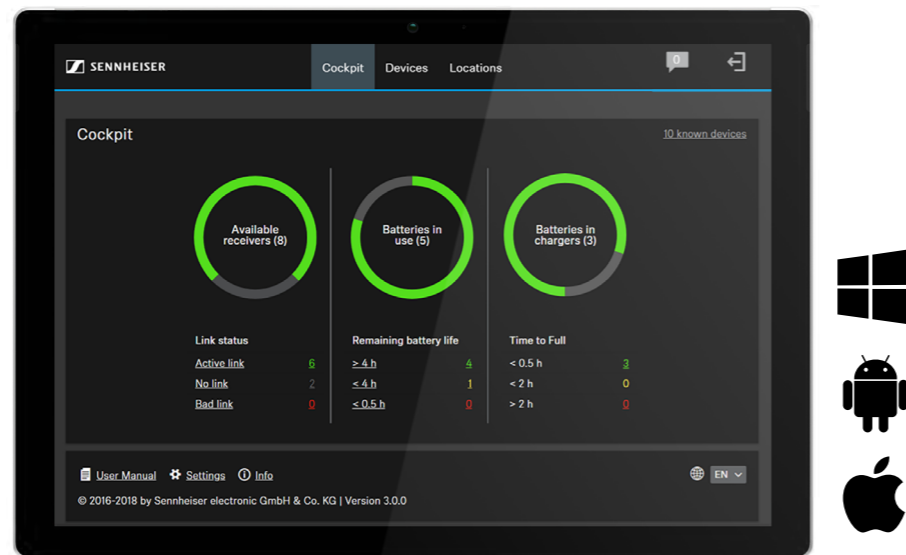 SENNHEISER
Cockpit Devices Locations
0
Cockpit
10 known devices
Available
receivers (8)
Batteries in
use (5)
Batteries in
chargers (3)
Link status
Active link 6
No link 2
Bad link 0
Remaining battery life
> 4 h 4
< 4 h 1
< 0.5 h 0
Time to Full
< 0.5 h 3
< 2 h 0
> 2 h 0
User Manual Settings Info
EN
© 2016-2018 by Sennheiser electronic GmbH & Co. KG | Version 3.0.0